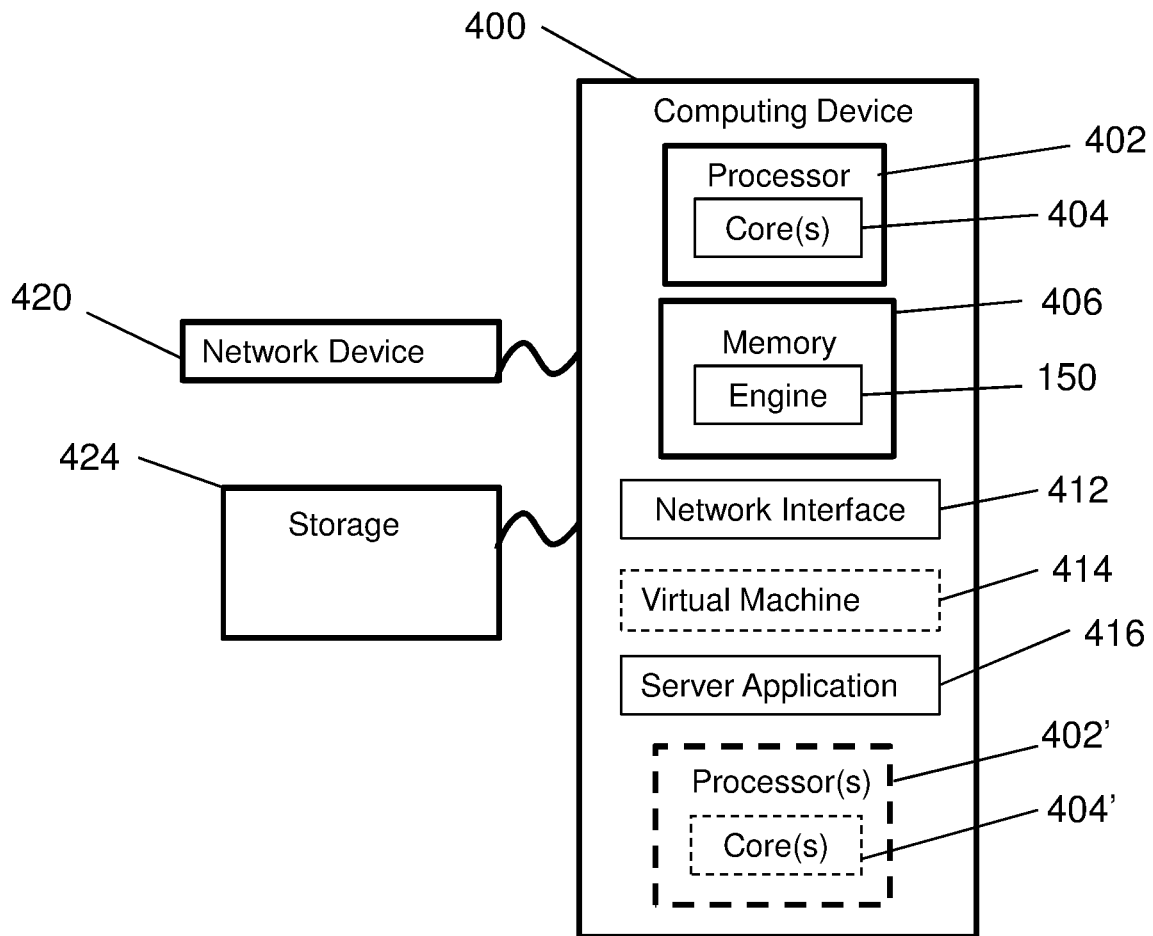 400
Computing Device
402
Processor
404
Core(s)
420
406
Network Device
Memory
150
Engine
424
412
Network Interface
Storage
414
Virtual Machine
416
Server Application
402’
Processor(s)
404’
Core(s)